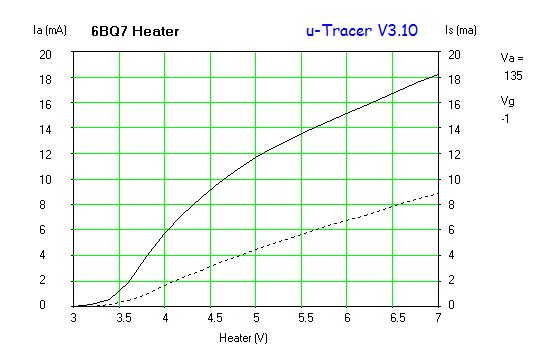 Ia (mA) 6BQ7 Heater u-Tracer V3.10 Is (ma)
20 20
Va =
18 18
135
16 16
Vg
-1
14 14
12 12
10 10
8 8
6 6
4 4
2 2
0 0
3 3.5 4 4.5 5 5.5 6 6.5 7
Heater (V)